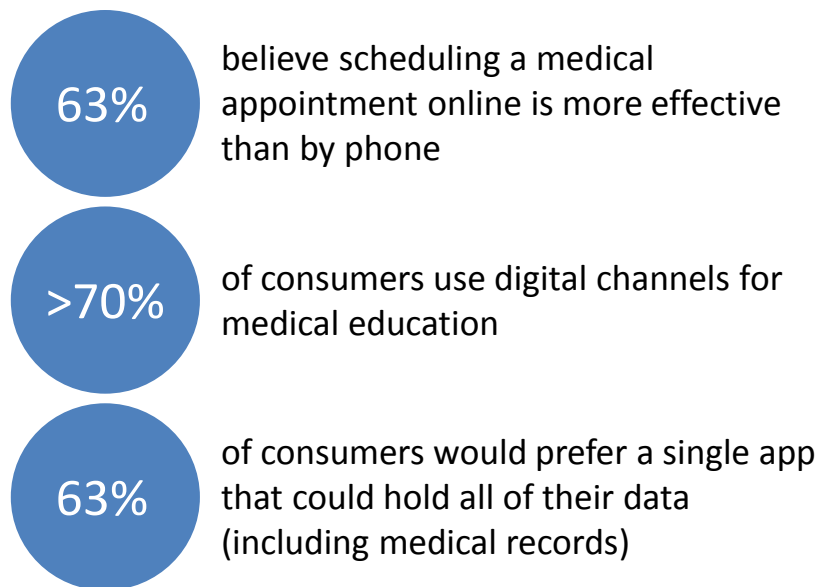 63%
believe scheduling a medical
appointment online is more effective
than by phone
>70%
of consumers use digital channels for
medical education
63%
of consumers would prefer a single app
that could hold all of their data
(including medical records)